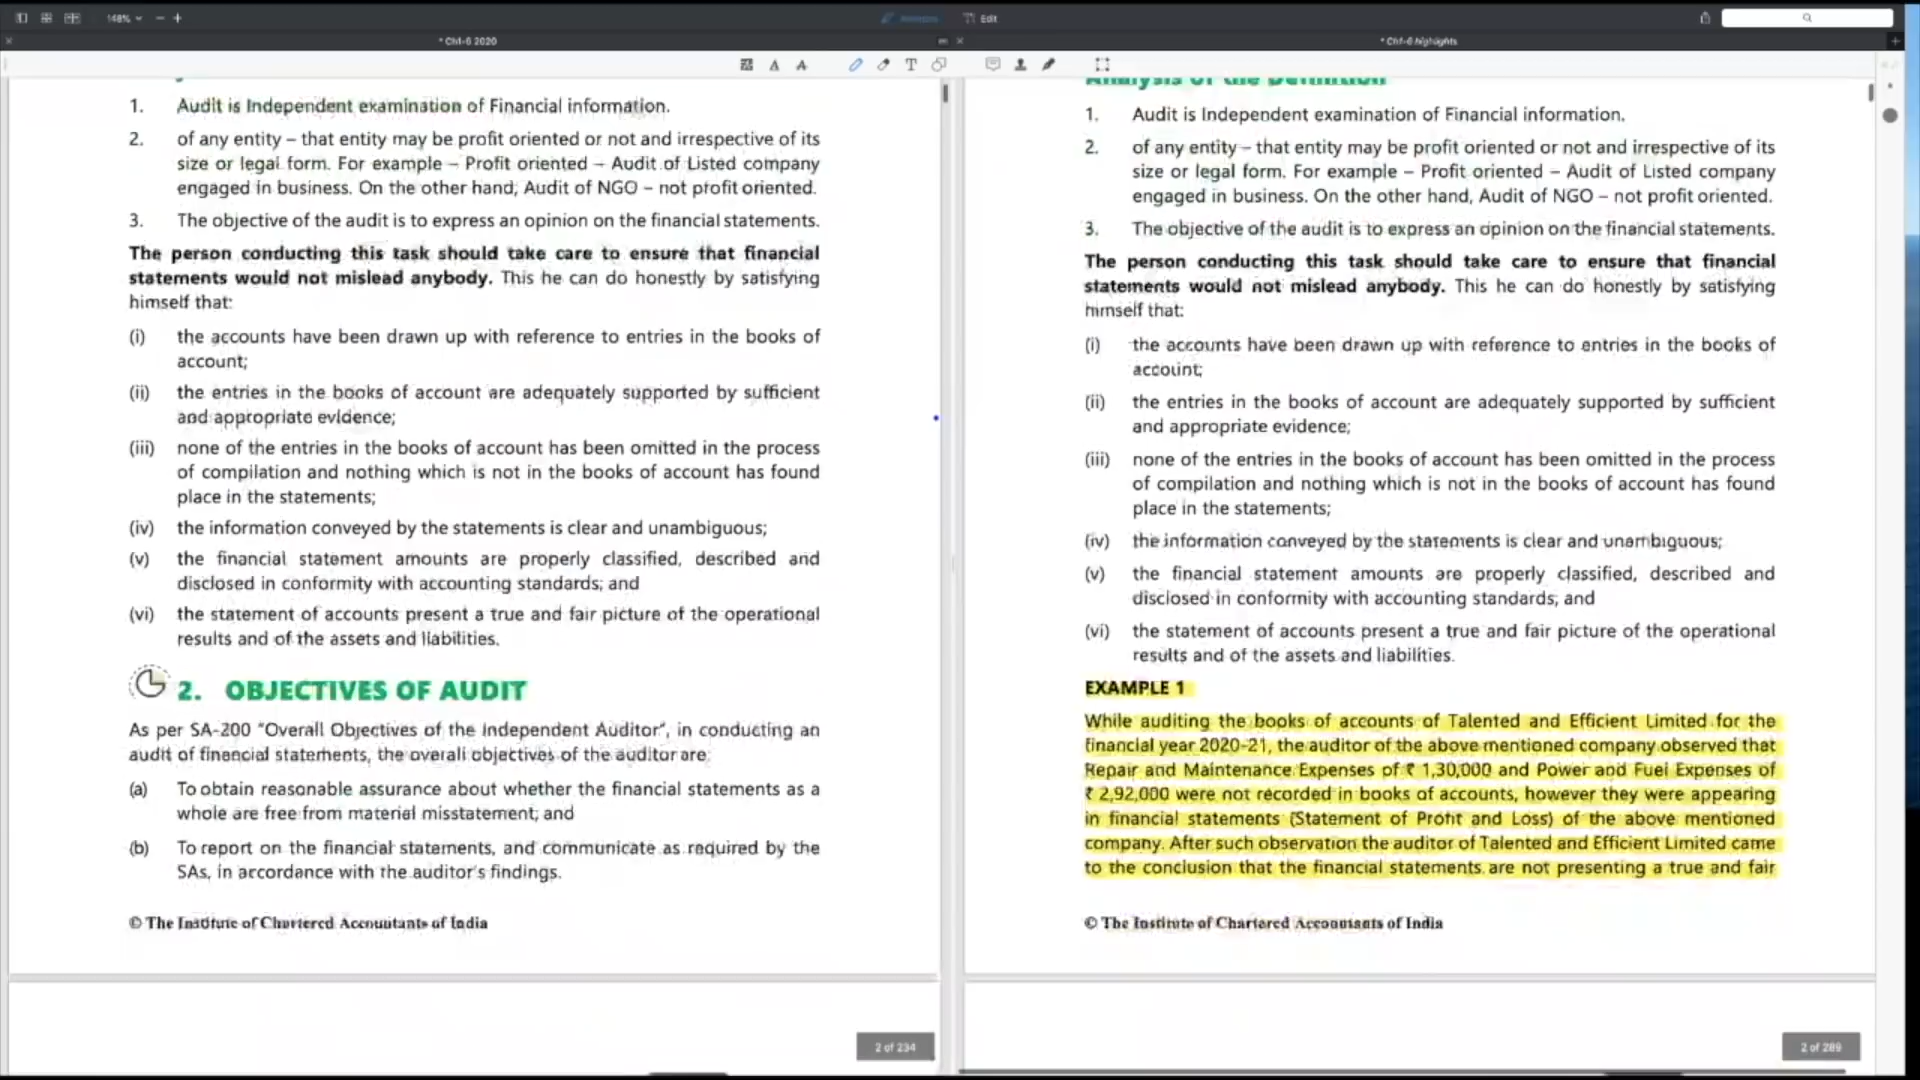 148%
Edit
* Ch1-6 2020
* Ch1-6 highlights
1. Audit is Independent examination of Financial information.
2. of any entity – that entity may be profit oriented or not and irrespective of its
size or legal form. For example – Profit oriented – Audit of Listed company
engaged in business. On the other hand, Audit of NGO – not profit oriented.
3. The objective of the audit is to express an opinion on the financial statements.
The person conducting this task should take care to ensure that financial
statements would not mislead anybody. This he can do honestly by satisfying
himself that:
(i) the accounts have been drawn up with reference to entries in the books of
account;
(ii) the entries in the books of account are adequately supported by sufficient
and appropriate evidence;
(iii) none of the entries in the books of account has been omitted in the process
of compilation and nothing which is not in the books of account has found
place in the statements;
(iv) the information conveyed by the statements is clear and unambiguous;
(v) the financial statement amounts are properly classified, described and
disclosed in conformity with accounting standards; and
(vi) the statement of accounts present a true and fair picture of the operational
results and of the assets and liabilities.
2. OBJECTIVES OF AUDIT
As per SA-200 "Overall Objectives of the Independent Auditor", in conducting an
audit of financial statements, the overall objectives of the auditor are:
(a) To obtain reasonable assurance about whether the financial statements as a
whole are free from material misstatement; and
(b) To report on the financial statements, and communicate as required by the
SAs, in accordance with the auditor's findings.
© The Institute of Chartered Accountants of India
2 of 234
Analysis of the Definition
1. Audit is Independent examination of Financial information.
2. of any entity – that entity may be profit oriented or not and irrespective of its
size or legal form. For example – Profit oriented – Audit of Listed company
engaged in business. On the other hand, Audit of NGO – not profit oriented.
3. The objective of the audit is to express an opinion on the financial statements.
The person conducting this task should take care to ensure that financial
statements would not mislead anybody. This he can do honestly by satisfying
himself that:
(i) the accounts have been drawn up with reference to entries in the books of
account;
(ii) the entries in the books of account are adequately supported by sufficient
and appropriate evidence;
(iii) none of the entries in the books of account has been omitted in the process
of compilation and nothing which is not in the books of account has found
place in the statements;
(iv) the information conveyed by the statements is clear and unambiguous;
(v) the financial statement amounts are properly classified, described and
disclosed in conformity with accounting standards; and
(vi) the statement of accounts present a true and fair picture of the operational
results and of the assets and liabilities.
EXAMPLE 1
While auditing the books of accounts of Talented and Efficient Limited for the
financial year 2020-21, the auditor of the above mentioned company observed that
Repair and Maintenance Expenses of ₹ 1,30,000 and Power and Fuel Expenses of
₹ 2,92,000 were not recorded in books of accounts, however they were appearing
in financial statements (Statement of Profit and Loss) of the above mentioned
company. After such observation the auditor of Talented and Efficient Limited came
to the conclusion that the financial statements are not presenting a true and fair
© The Institute of Chartered Accountants of India
2 of 289